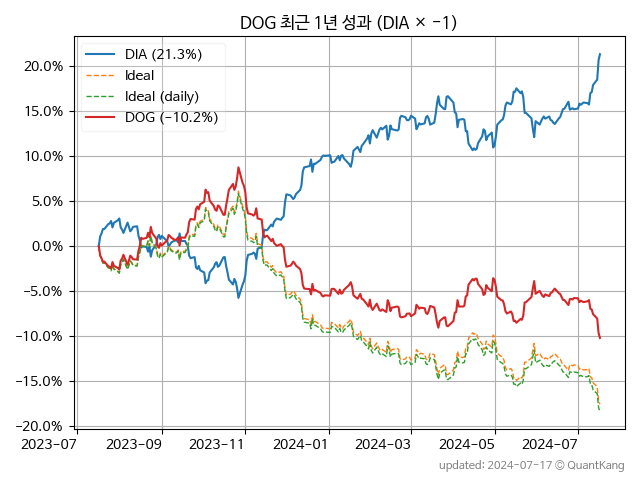 DOG 최근 1년 성과 (DIA × -1)
DIA (21.3%)
Ideal
Ideal (daily)
DOG (-10.2%)
20.0%
15.0%
10.0%
5.0%
0.0%
-5.0%
-10.0%
-15.0%
-20.0%
2023-07 2023-09 2023-11 2024-01 2024-03 2024-05 2024-07
updated: 2024-07-17 © QuantKang